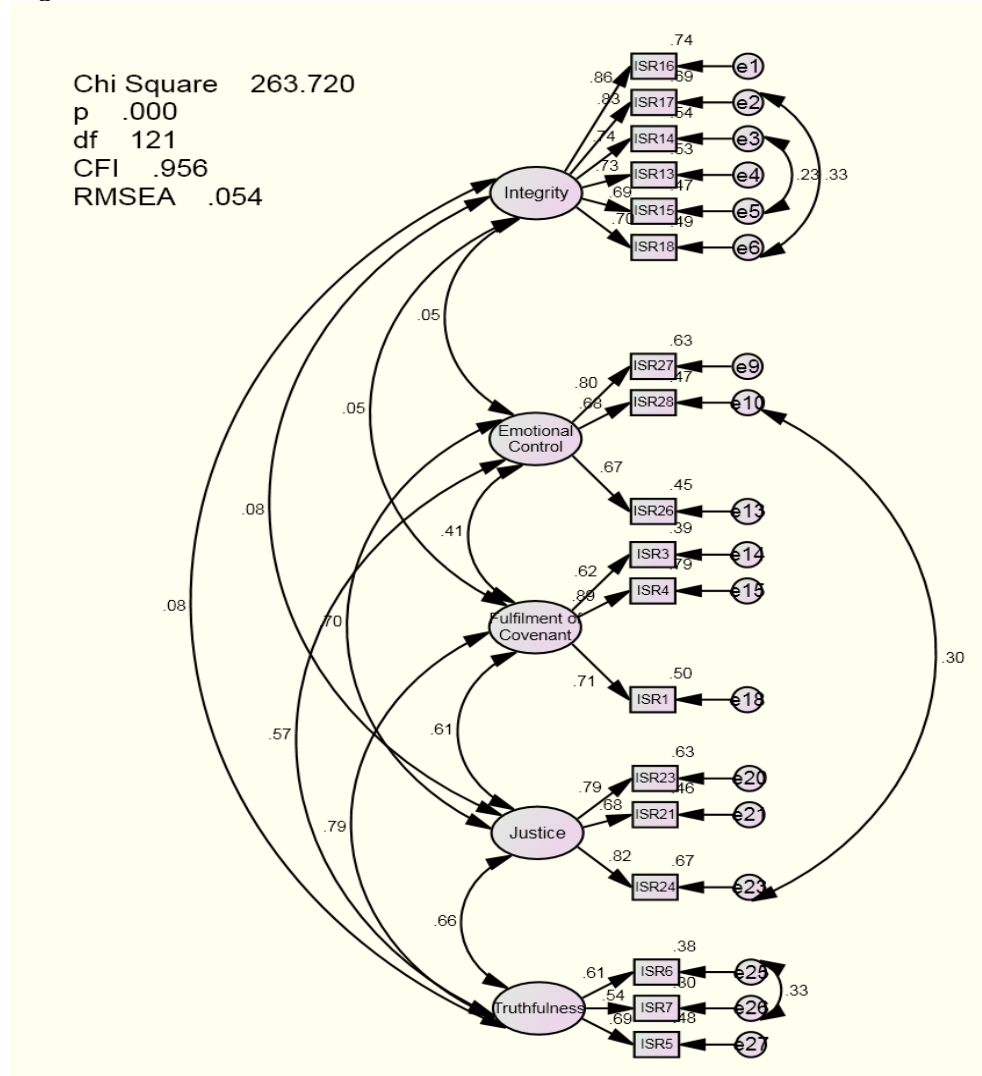 Chi Square 263.720
p .000
df 121
CFI .956
RMSEA .054
.74
ISR16 e1
.86 .69
ISR17 e2
.83 .54
ISR14 e3
.74 .53
ISR13 e4
.73 .47
ISR15 e5
.69 .49
ISR18 e6
.70
.23 .33
Integrity
.05
.63
ISR27 e9
.80 .47
ISR28 e10
.68
Emotional
Control
.67
.45
ISR26 e13
.39
ISR3 e14
.62 .79
ISR4 e15
.89
Fulfilment of
Covenant
.71
.50
ISR1 e18
.05
.08
.41
.08
.70
.30
.57
.61
.79
.63
ISR23 e20
.79 .46
ISR21 e21
.68
Justice
.82
.67
ISR24 e23
.66
.38
ISR6 e25
.61 .30
ISR7 e26
.54 .48
ISR5 e27
.69
.33
Truthfulness